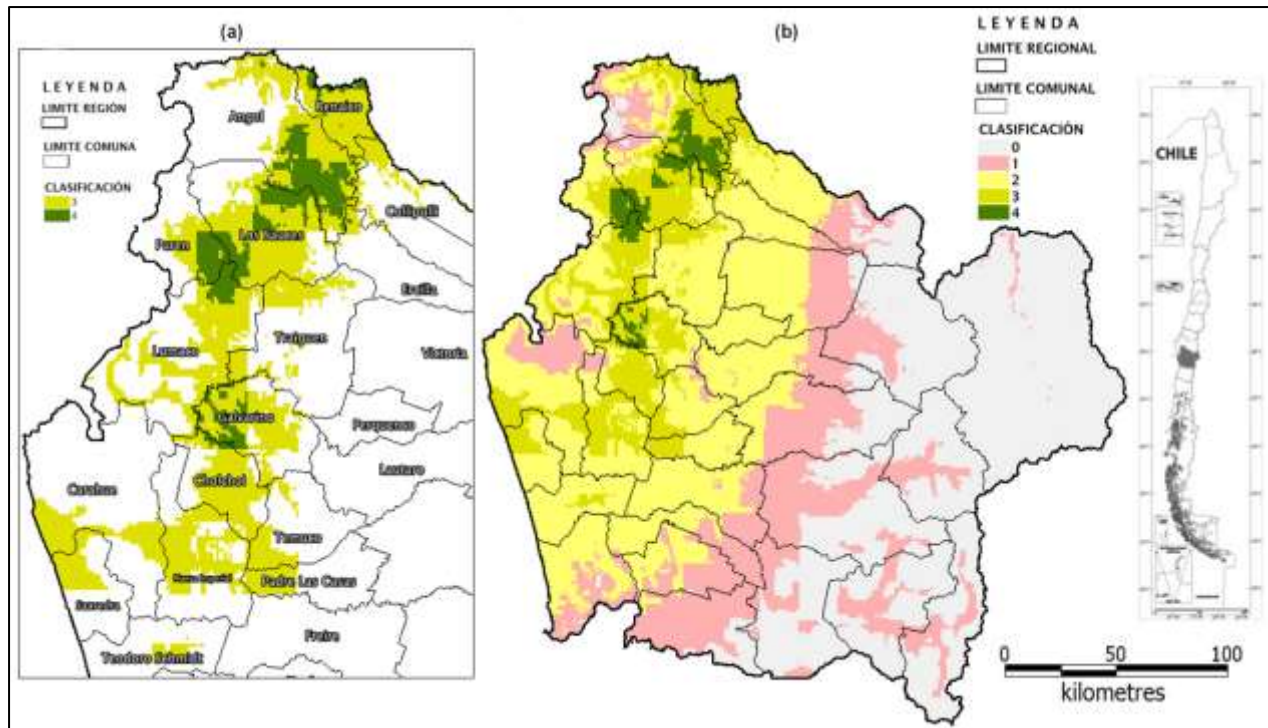 (a)
LEYENDA
LIMITE REGIÓN
LIMITE COMUNA
CLASIFICACIÓN
3
4
Angol
Renaico
Collipulli
Los Sauces
Puren
Ercilla
Traiguen
Lumaco
Victoria
Galvarino
Perquenco
Lautaro
Cholchol
Carahue
Temuco
Nueva Imperial
Padre Las Casas
Saavedra
Freire
Teodoro Schmidt
(b)
LEYENDA
LIMITE REGIONAL
LIMITE COMUNAL
CLASIFICACIÓN
0
1
2
3
4
CHILE
0 50 100
kilometres